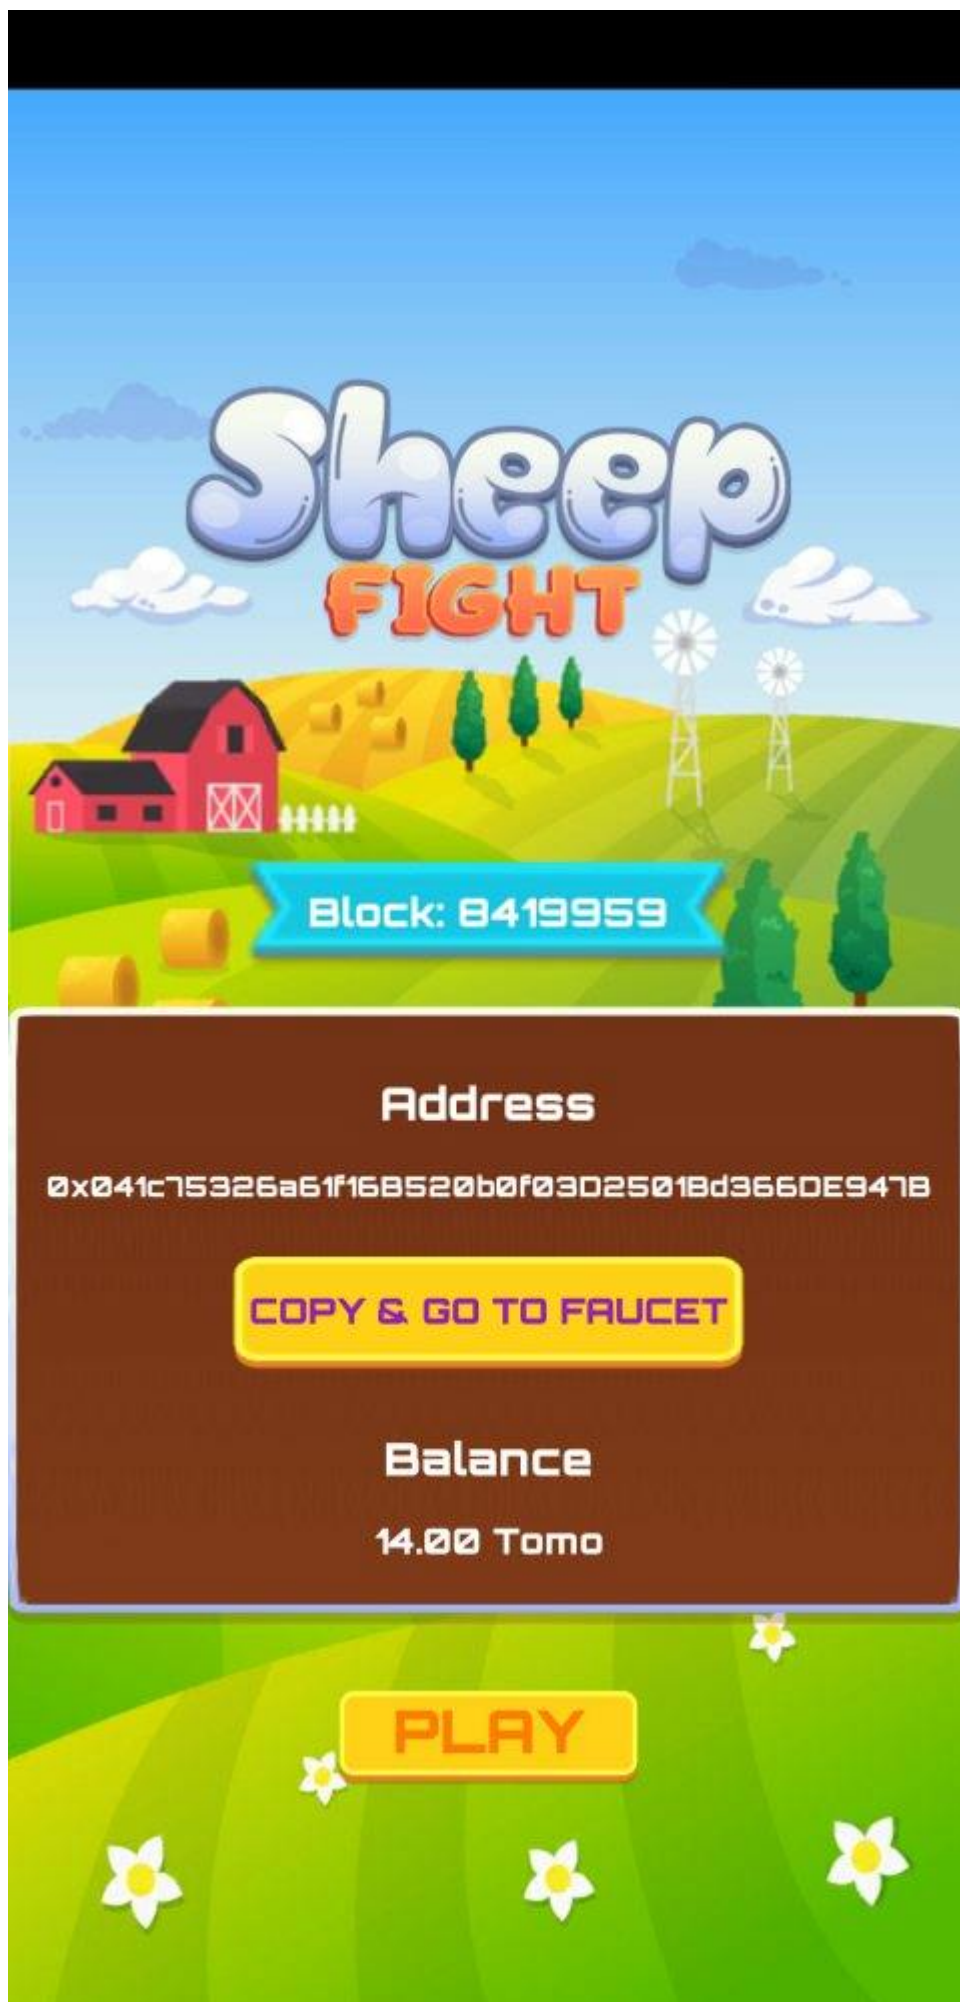 Sheep
FIGHT
Block: 8419959
Address
0x041c75326a61f16B520b0f03D2501Bd366DE947B
COPY & GO TO FAUCET
Balance
14.00 Tomo
PLAY